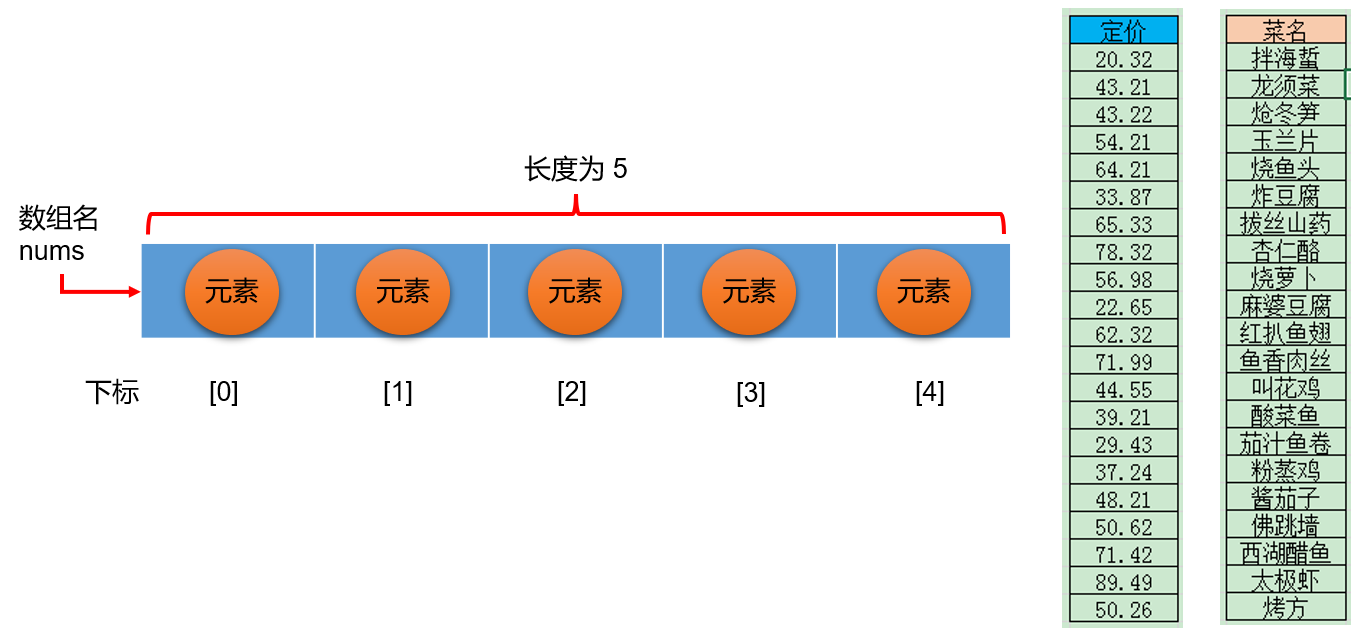 长度为 5
数组名
nums
元素 元素 元素 元素 元素
下标 [0] [1] [2] [3] [4]
定价
20.32
43.21
43.22
54.21
64.21
33.87
65.33
78.32
56.98
22.65
62.32
71.99
44.55
39.21
29.43
37.24
48.21
50.62
71.42
89.49
50.26
菜名
拌海蜇
龙须菜
炝冬笋
玉兰片
烧鱼头
炸豆腐
拔丝山药
杏仁酪
烧萝卜
麻婆豆腐
红扒鱼翅
鱼香肉丝
叫花鸡
酸菜鱼
茄汁鱼卷
粉蒸鸡
酱茄子
佛跳墙
西湖醋鱼
太极虾
烤方